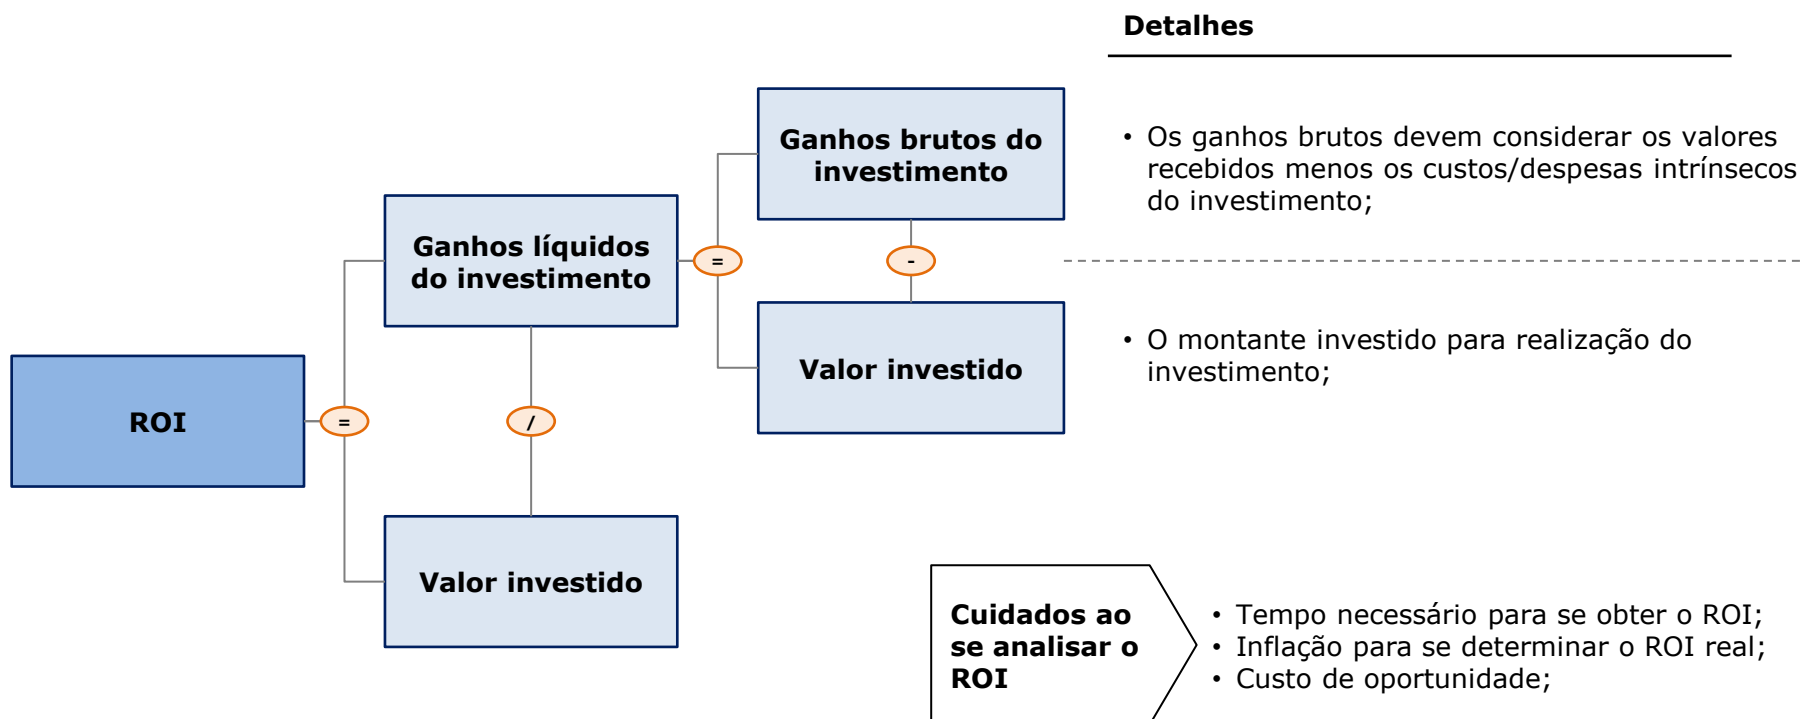 Detalhes
Ganhos brutos do
investimento
• Os ganhos brutos devem considerar os valores
recebidos menos os custos/despesas intrínsecos
do investimento;
Ganhos líquidos
do investimento
=
-
Valor investido
• O montante investido para realização do
investimento;
ROI
=
/
Valor investido
Cuidados ao
se analisar o
ROI
• Tempo necessário para se obter o ROI;
• Inflação para se determinar o ROI real;
• Custo de oportunidade;